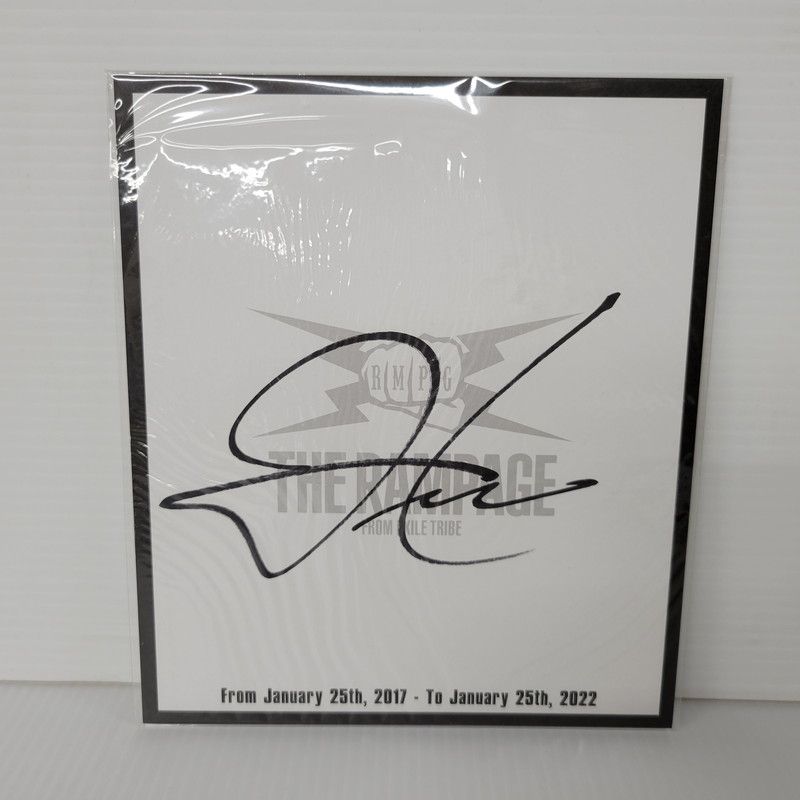 RMPG
THE RAMPAGE
FROM EXILE TRIBE
From January 25th, 2017 - To January 25th, 2022